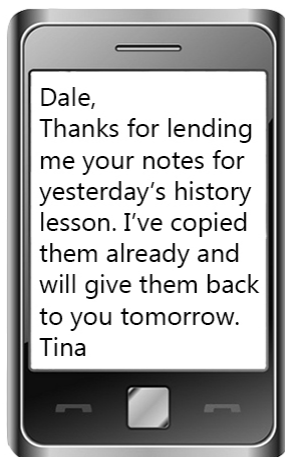 Dale,
Thanks for lending
me your notes for
yesterday’s history
lesson. I’ve copied
them already and
will give them back
to you tomorrow.
Tina